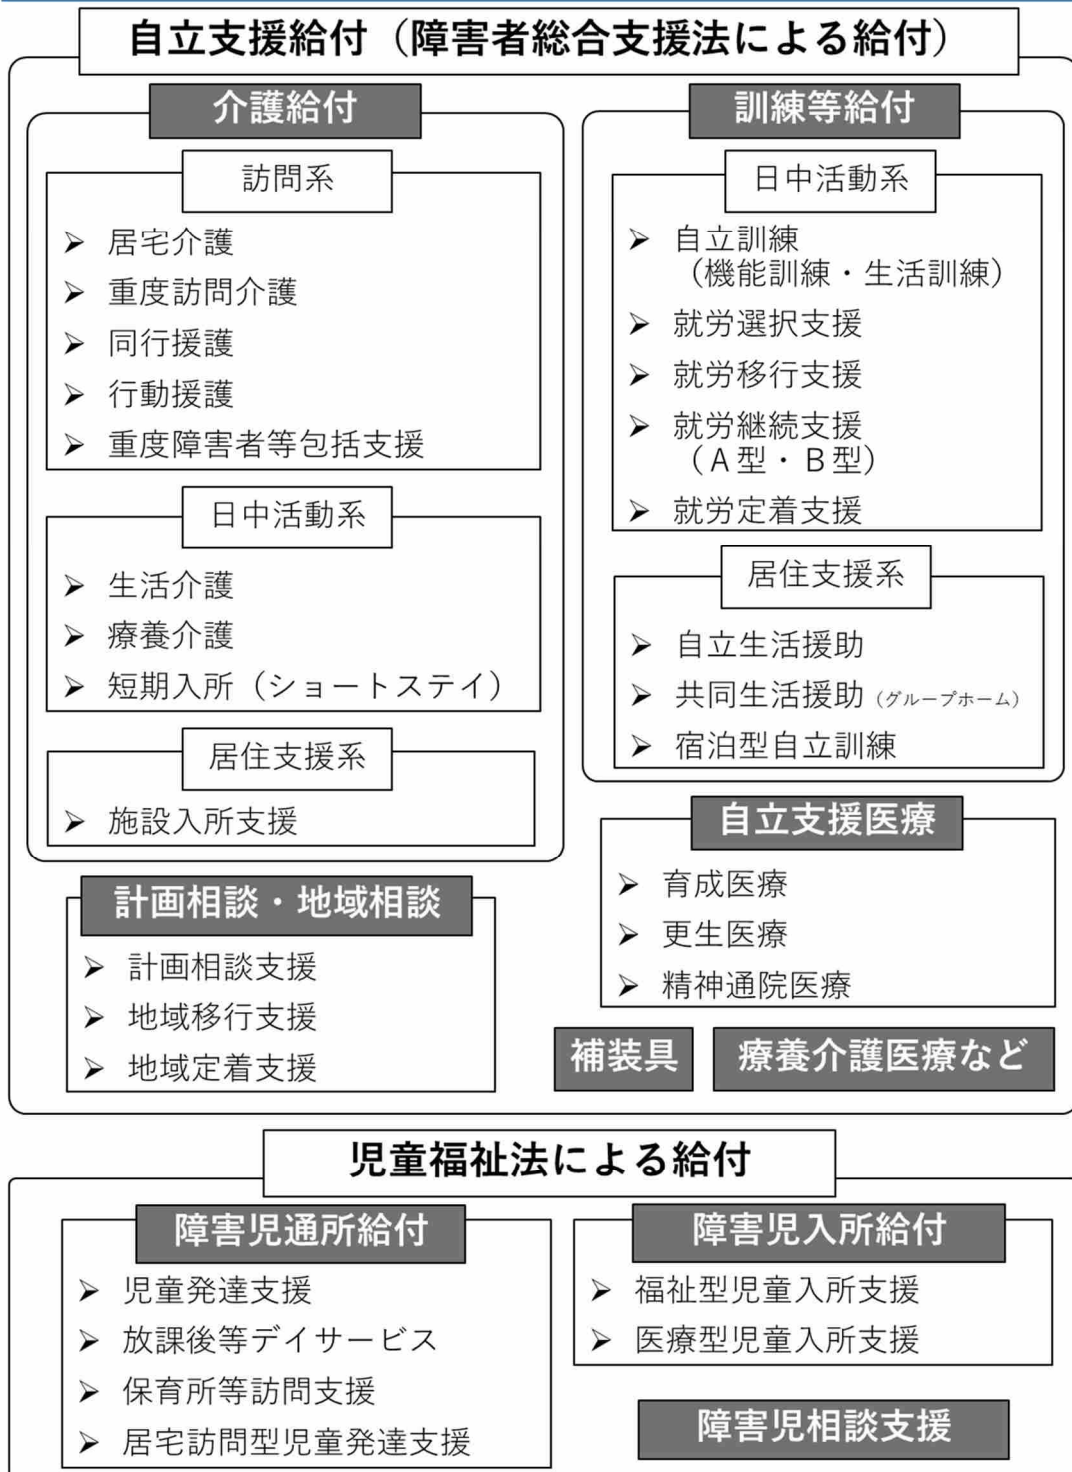 自立支援給付（障害者総合支援法による給付）
介護給付
訪問系
➢ 居宅介護
➢ 重度訪問介護
➢ 同行援護
➢ 行動援護
➢ 重度障害者等包括支援
日中活動系
➢ 生活介護
➢ 療養介護
➢ 短期入所（ショートステイ）
居住支援系
➢ 施設入所支援
計画相談・地域相談
➢ 計画相談支援
➢ 地域移行支援
➢ 地域定着支援
訓練等給付
日中活動系
➢ 自立訓練
（機能訓練・生活訓練）
➢ 就労選択支援
➢ 就労移行支援
➢ 就労継続支援
（Ａ型・Ｂ型）
➢ 就労定着支援
居住支援系
➢ 自立生活援助
➢ 共同生活援助（グループホーム）
➢ 宿泊型自立訓練
自立支援医療
➢ 育成医療
➢ 更生医療
➢ 精神通院医療
補装具
療養介護医療など
児童福祉法による給付
障害児通所給付
➢ 児童発達支援
➢ 放課後等デイサービス
➢ 保育所等訪問支援
➢ 居宅訪問型児童発達支援
障害児入所給付
➢ 福祉型児童入所支援
➢ 医療型児童入所支援
障害児相談支援